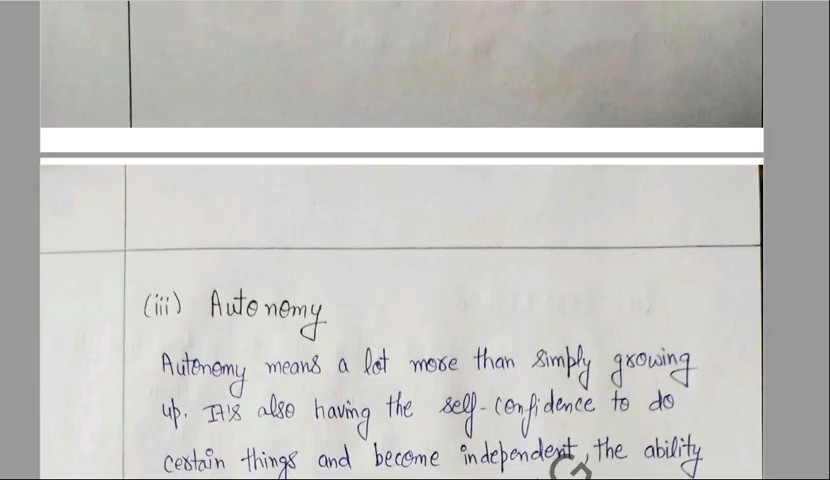 (iii) Autonomy
Autonomy means a lot more than simply growing
up. It's also having the self-confidence to do
certain things and become independent, the ability